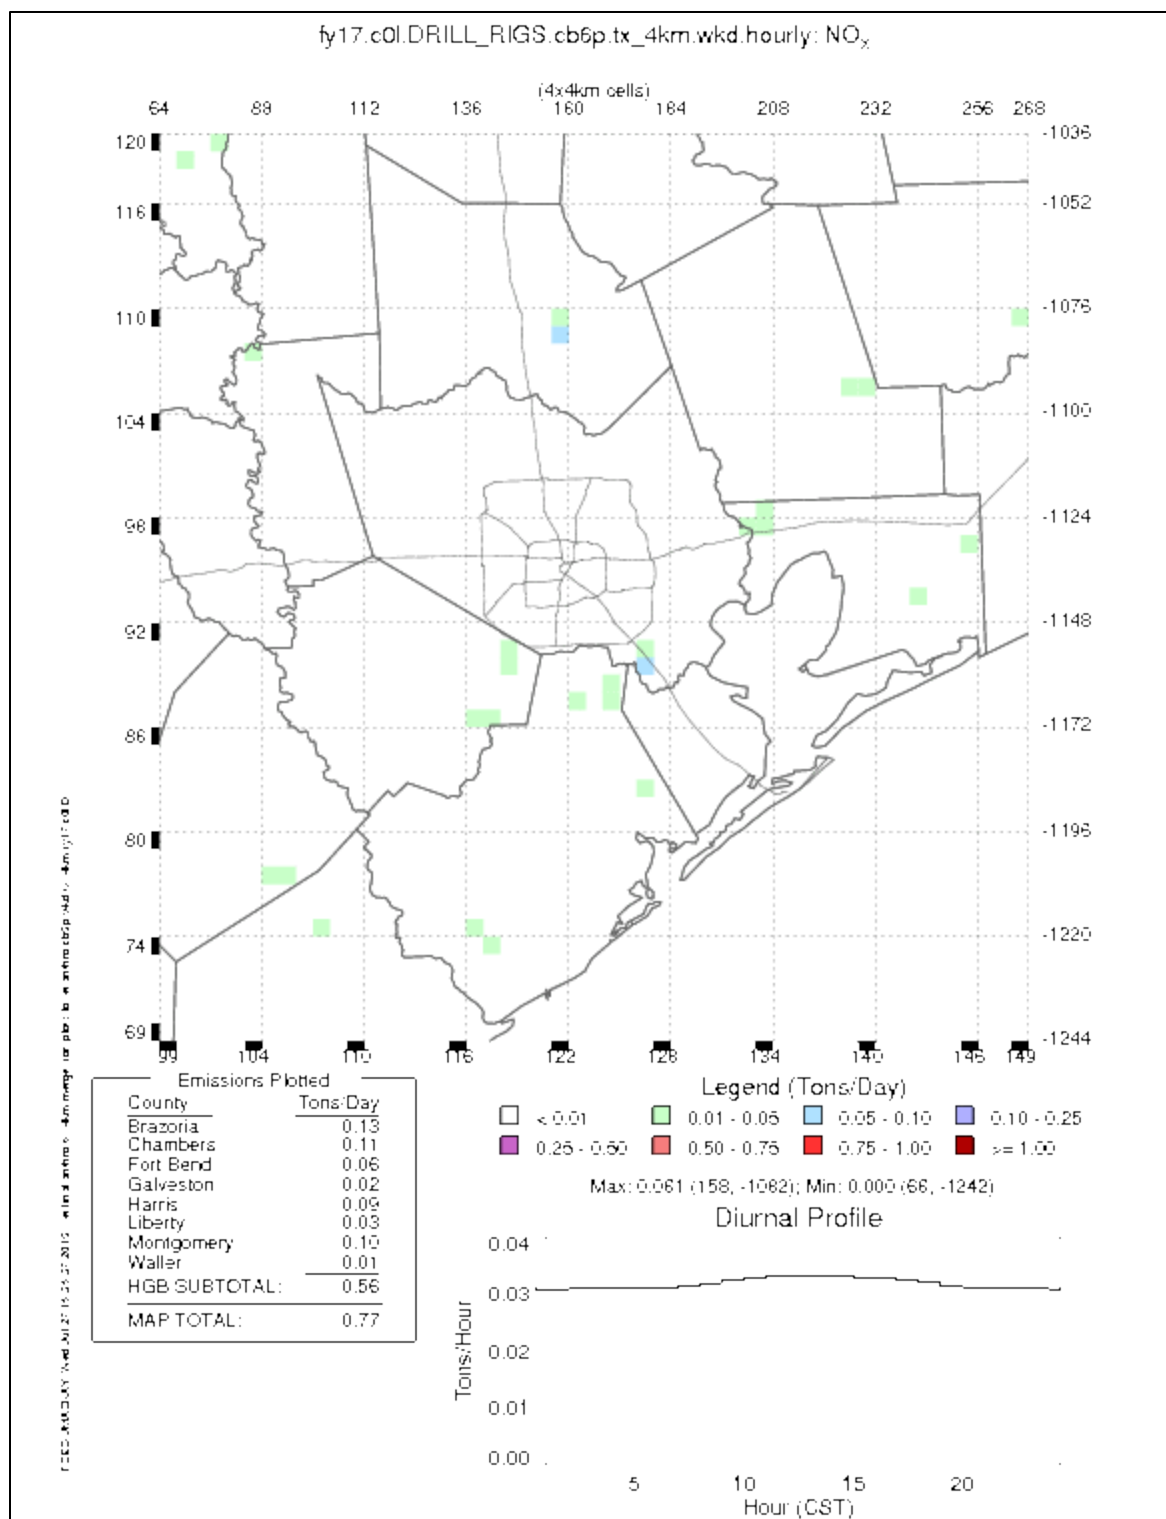 fy17.c0l.DRILL_RIGS.cb6p.tx_4km.wkd.hourly: NOx
(4x4km cells)
64 88 112 136 160 184 208 232 256 268
120 -1036
116 -1052
110 -1076
104 -1100
98 -1124
92 -1148
86 -1172
80 -1196
74 -1220
69 -1244
99 104 110 116 122 128 134 140 146 149
Emissions Plotted
County Tons/Day
Brazoria 0.13
Chambers 0.11
Fort Bend 0.06
Galveston 0.02
Harris 0.09
Liberty 0.03
Montgomery 0.10
Waller 0.01
HGB SUBTOTAL: 0.56
MAP TOTAL: 0.77
Legend (Tons/Day)
< 0.01 0.01 - 0.05 0.05 - 0.10 0.10 - 0.25
0.25 - 0.50 0.50 - 0.75 0.75 - 1.00 >= 1.00
Max: 0.061 (158, -1082); Min: 0.000 (66, -1242)
Diurnal Profile
0.04
0.03
0.02
0.01
0.00
Tons/Hour
5 10 15 20
Hour (CST)